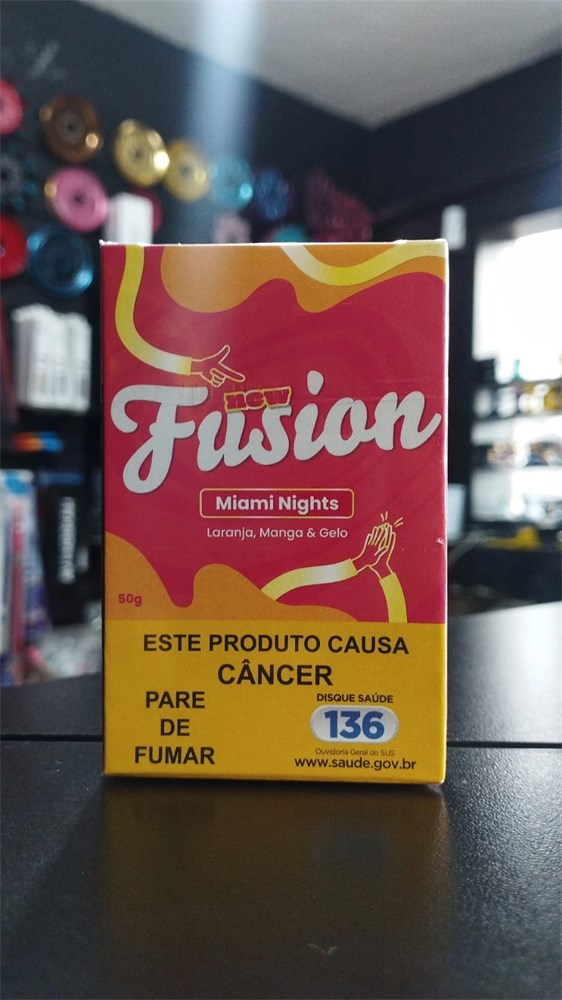 new
Fusion
Miami Nights
Laranja, Manga & Gelo
50g
ESTE PRODUTO CAUSA
CÂNCER
PARE
DE
FUMAR
DISQUE SAÚDE
136
Ouvidoria Geral do SUS
www.saude.gov.br